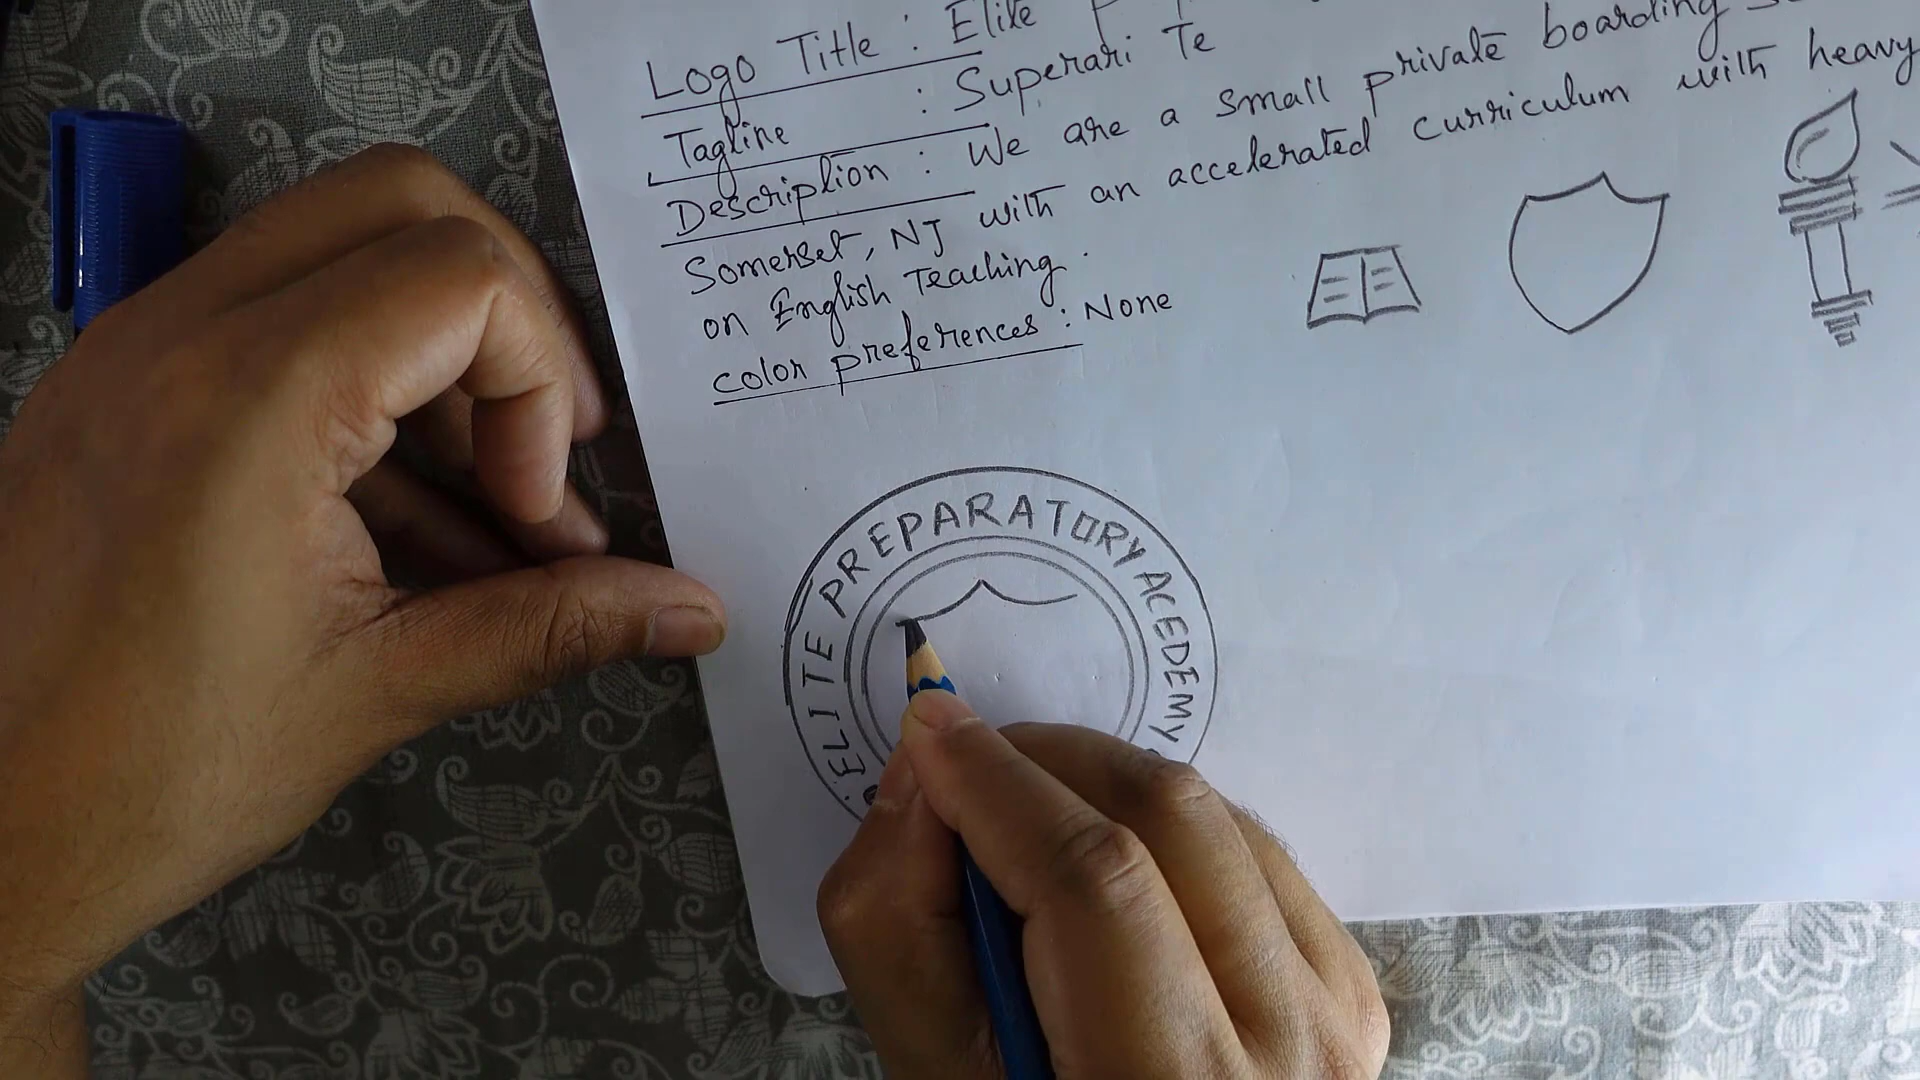 Logo Title : Elite
Tagline : Superari Te
Description : We are a small private boarding
Somerset, NJ with an accelerated curriculum with heavy
on English Teaching.
color preferences : None
ELITE PREPARATORY ACEDEMY